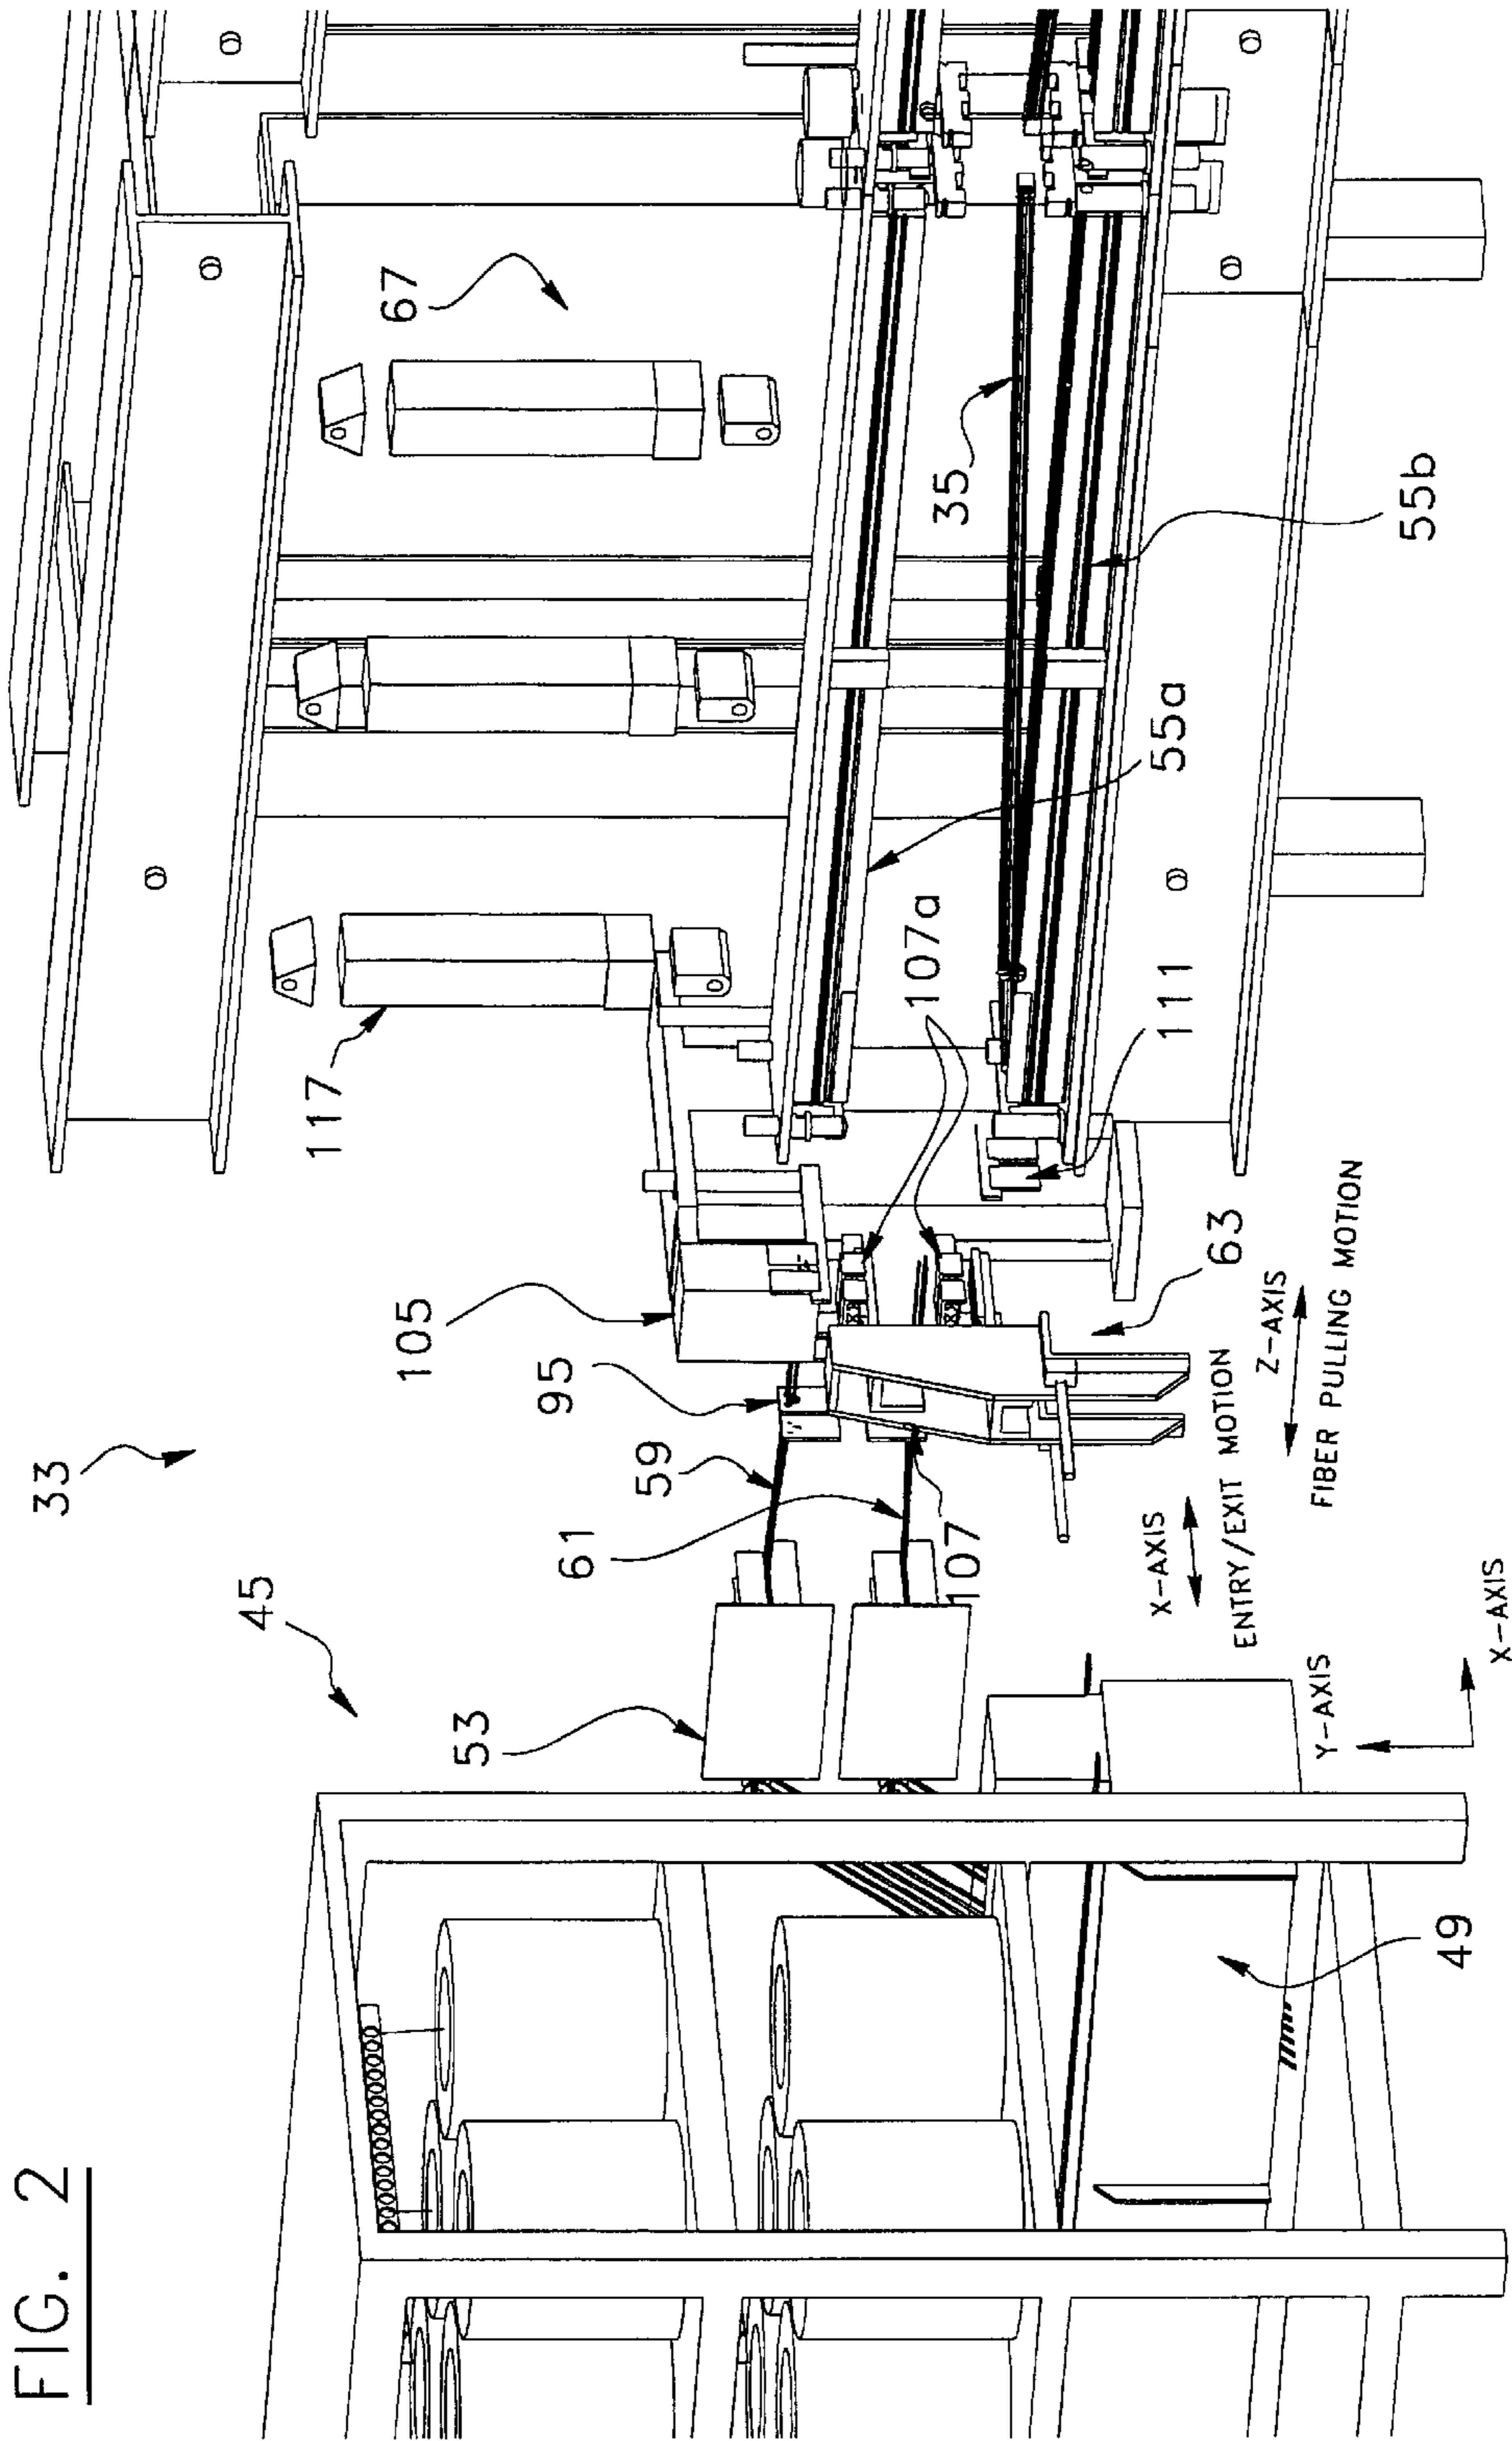 FIG. 2
33
45
53
59
61
95
105
117
67
107
107a
63
111
55a
35
55b
49
X-AXIS
ENTRY/EXIT MOTION
Z-AXIS
FIBER PULLING MOTION
Y-AXIS
X-AXIS